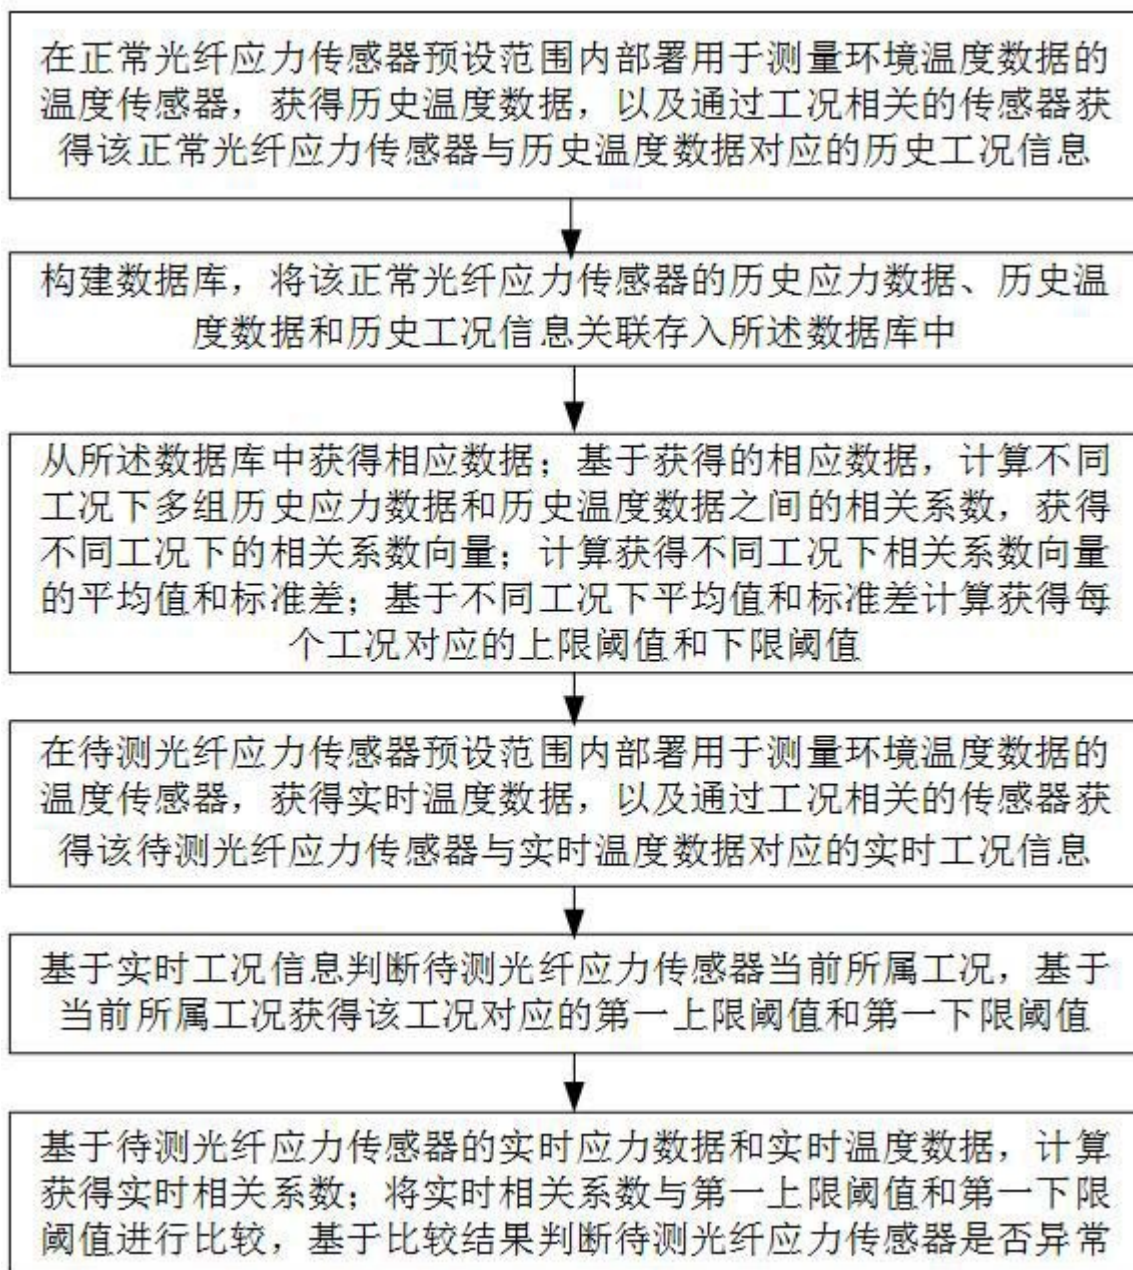 在正常光纤应力传感器预设范围内部署用于测量环境温度数据的
温度传感器，获得历史温度数据，以及通过工况相关的传感器获
得该正常光纤应力传感器与历史温度数据对应的历史工况信息
构建数据库，将该正常光纤应力传感器的历史应力数据、历史温
度数据和历史工况信息关联存入所述数据库中
从所述数据库中获得相应数据；基于获得的相应数据，计算不同
工况下多组历史应力数据和历史温度数据之间的相关系数，获得
不同工况下的相关系数向量；计算获得不同工况下相关系数向量
的平均值和标准差；基于不同工况下平均值和标准差计算获得每
个工况对应的上限阈值和下限阈值
在待测光纤应力传感器预设范围内部署用于测量环境温度数据的
温度传感器，获得实时温度数据，以及通过工况相关的传感器获
得该待测光纤应力传感器与实时温度数据对应的实时工况信息
基于实时工况信息判断待测光纤应力传感器当前所属工况，基于
当前所属工况获得该工况对应的第一上限阈值和第一下限阈值
基于待测光纤应力传感器的实时应力数据和实时温度数据，计算
获得实时相关系数；将实时相关系数与第一上限阈值和第一下限
阈值进行比较，基于比较结果判断待测光纤应力传感器是否异常